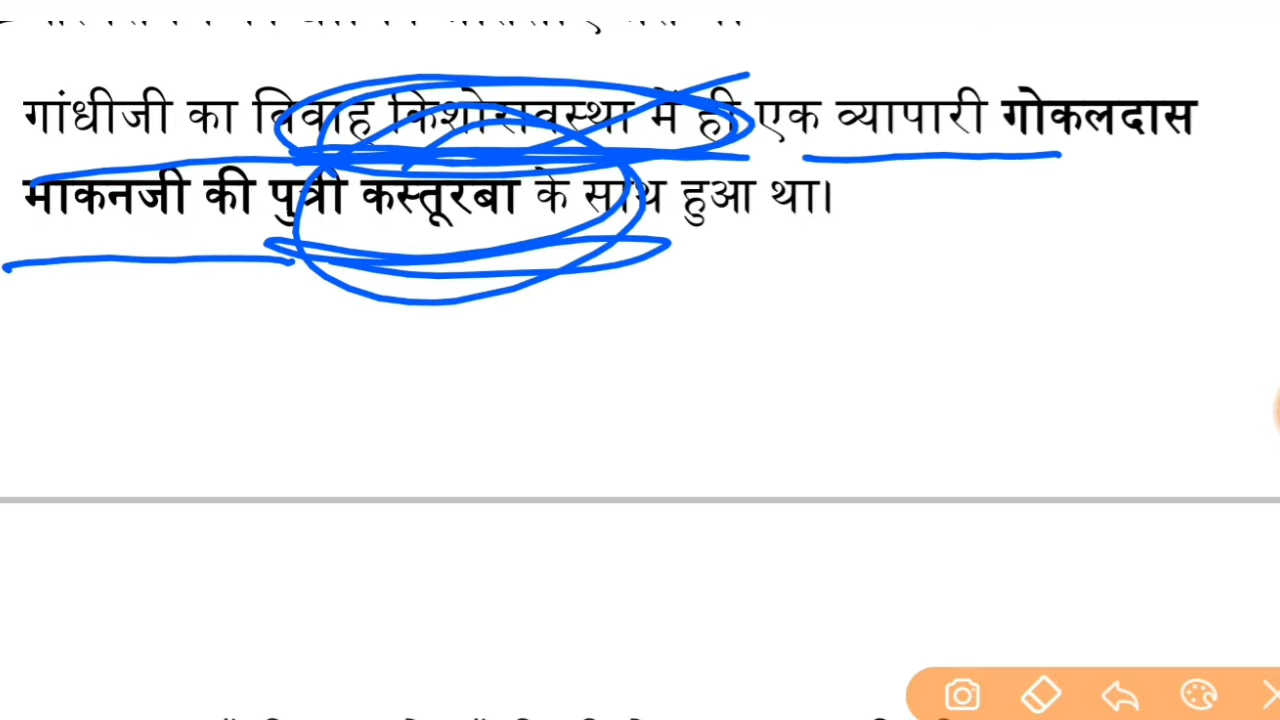 गांधीजी का विवाह किशोरावस्था में ही एक व्यापारी गोकलदास
माकनजी की पुत्री कस्तूरबा के साथ हुआ था।